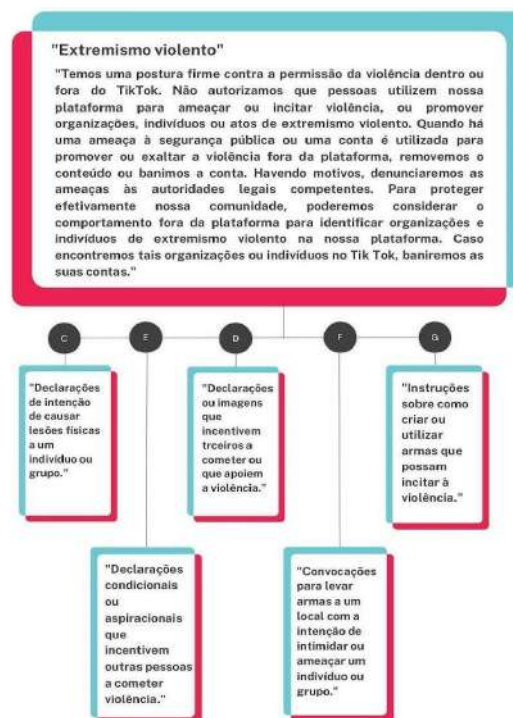 "Extremismo violento"
"Temos uma postura firme contra a permissão da violência dentro ou
fora do TikTok. Não autorizamos que pessoas utilizem nossa
plataforma para ameaçar ou incitar violência, ou promover
organizações, indivíduos ou atos de extremismo violento. Quando há
uma ameaça à segurança pública ou uma conta é utilizada para
promover ou exaltar a violência fora da plataforma, removemos o
conteúdo ou banimos a conta. Havendo motivos, denunciaremos as
ameaças às autoridades legais competentes. Para proteger
efetivamente nossa comunidade, poderemos considerar o
comportamento fora da plataforma para identificar organizações e
indivíduos de extremismo violento na nossa plataforma. Caso
encontremos tais organizações ou indivíduos no Tik Tok, baniremos as
suas contas."
C
E
D
F
G
"Declarações
de intenção
de causar
lesões físicas
a um
indivíduo ou
grupo."
"Declarações
ou imagens
que
incentivem
trceiros a
cometer ou
que apoiem
a violência."
"Instruções
sobre como
criar ou
utilizar
armas que
possam
incitar à
violência."
"Declarações
condicionais
ou
aspiracionais
que
incentivem
outras pessoas
a cometer
violência."
"Convocações
para levar
armas a um
local com a
intenção de
intimidar ou
ameaçar um
indivíduo ou
grupo."